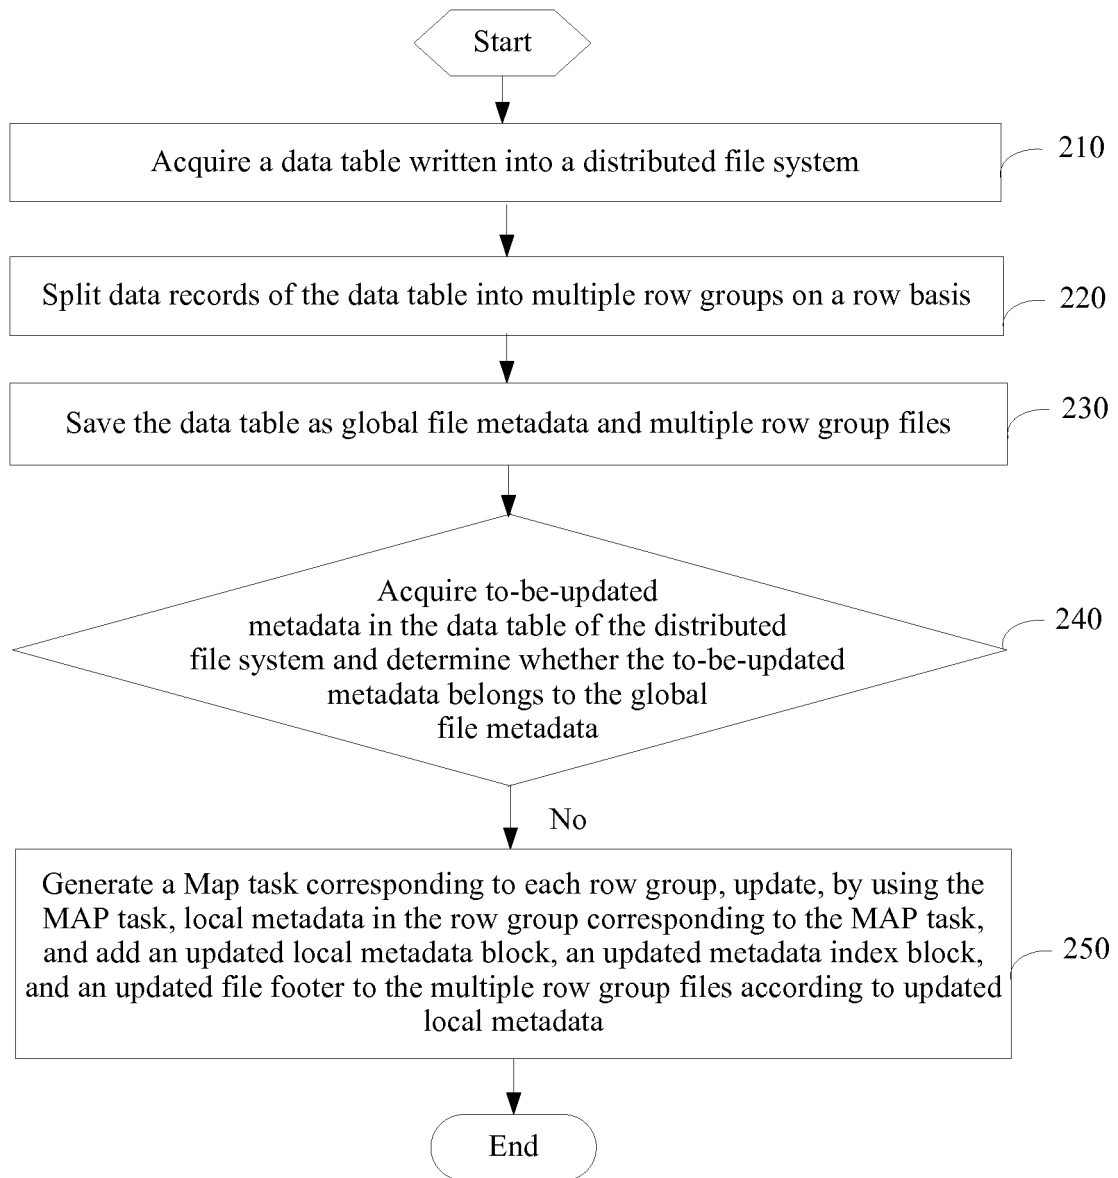 Start
Acquire a data table written into a distributed file system
210
Split data records of the data table into multiple row groups on a row basis
220
Save the data table as global file metadata and multiple row group files
230
Acquire to-be-updated
metadata in the data table of the distributed
file system and determine whether the to-be-updated
metadata belongs to the global
file metadata
240
No
Generate a Map task corresponding to each row group, update, by using the
MAP task, local metadata in the row group corresponding to the MAP task,
and add an updated local metadata block, an updated metadata index block,
and an updated file footer to the multiple row group files according to updated
local metadata
250
End